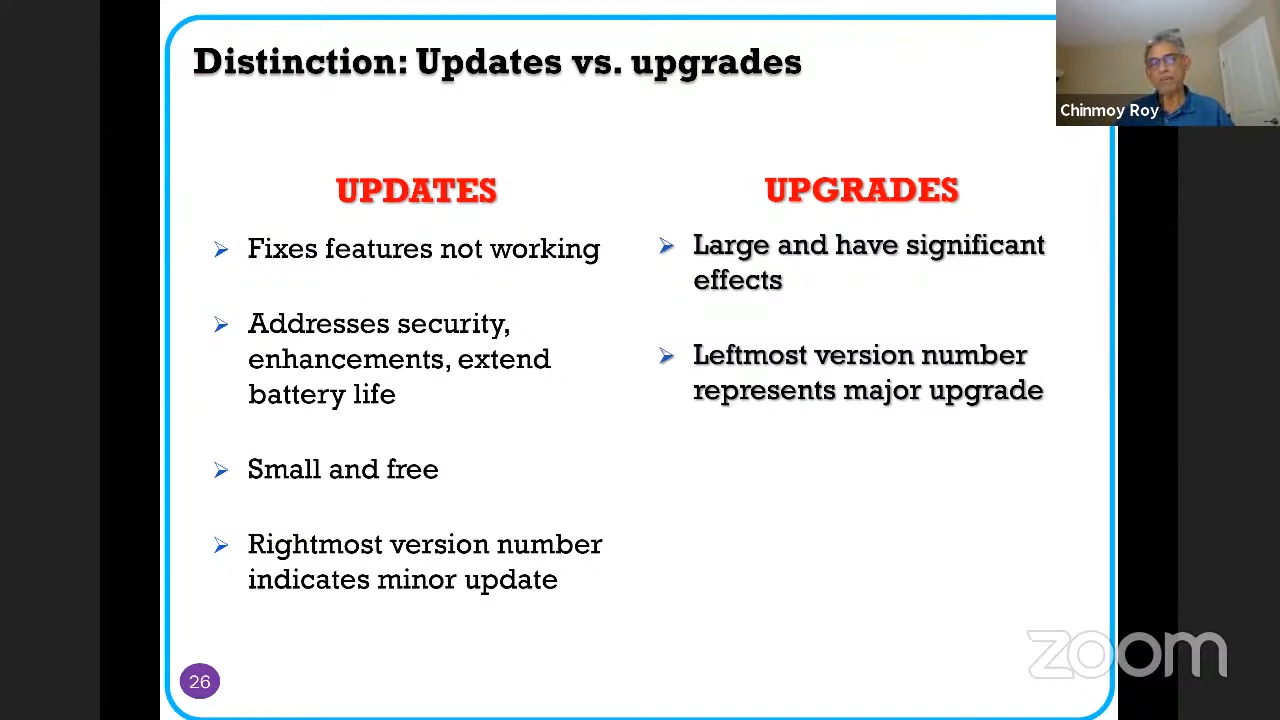 Distinction: Updates vs. upgrades
Chinmoy Roy
UPDATES
Fixes features not working
Addresses security,
enhancements, extend
battery life
Small and free
Rightmost version number
indicates minor update
UPGRADES
Large and have significant
effects
Leftmost version number
represents major upgrade
26
zoom